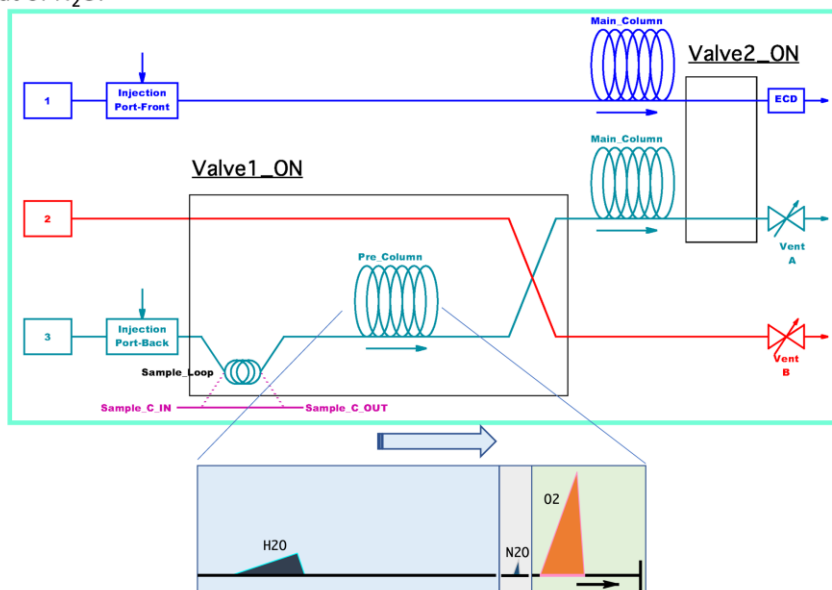 Main_Column
Valve2_ON
1
Injection
Port-Front
ECD
Main_Column
Valve1_ON
2
Vent
A
Pre_Column
3
Injection
Port-Back
Sample_Loop
Vent
B
Sample_C_IN
Sample_C_OUT
O2
H2O
N2O